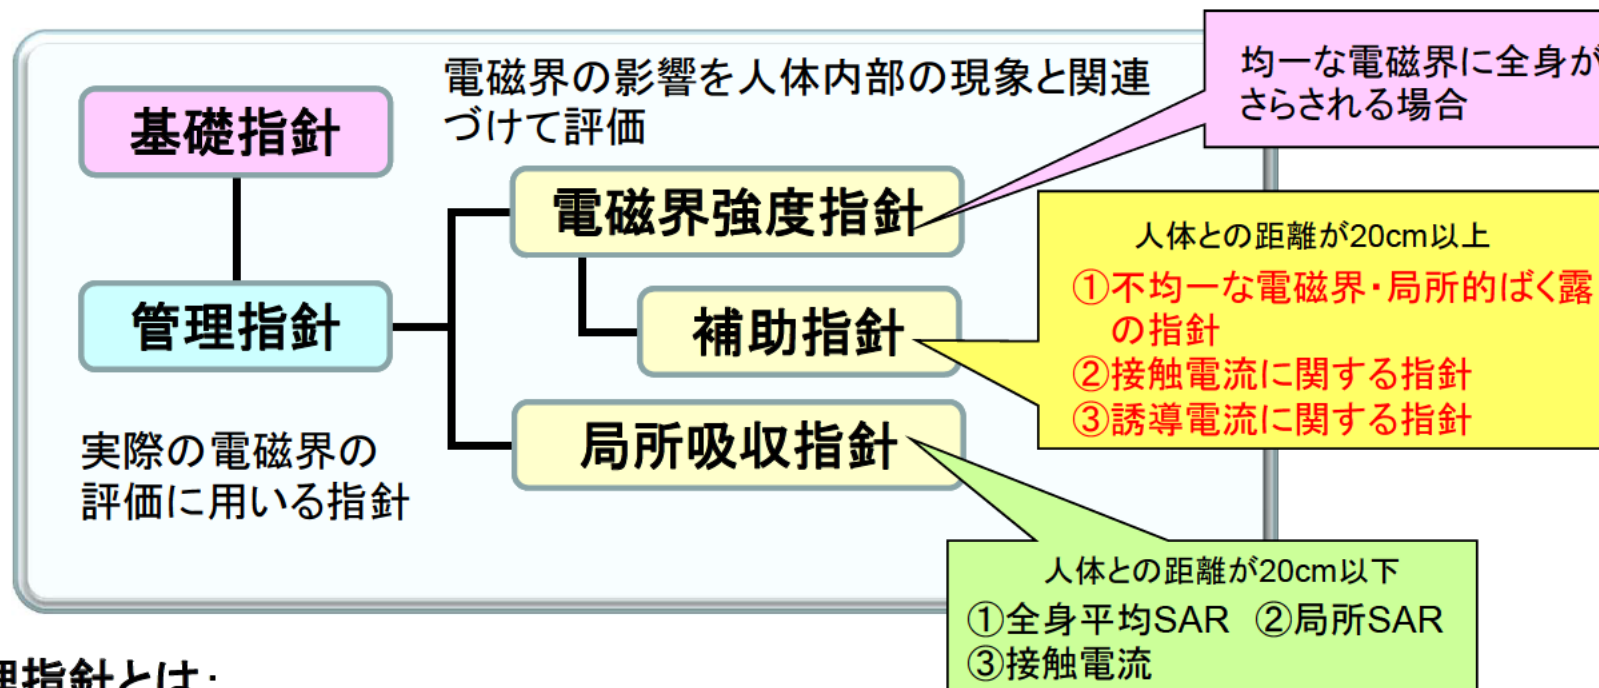 基礎指針
電磁界の影響を人体内部の現象と関連
づけて評価
均一な電磁界に全身が
さらされる場合
電磁界強度指針
人体との距離が20cm以上
①不均一な電磁界・局所的ばく露
の指針
②接触電流に関する指針
③誘導電流に関する指針
管理指針
補助指針
局所吸収指針
実際の電磁界の
評価に用いる指針
人体との距離が20cm以下
①全身平均SAR ②局所SAR
③接触電流
理指針とは: